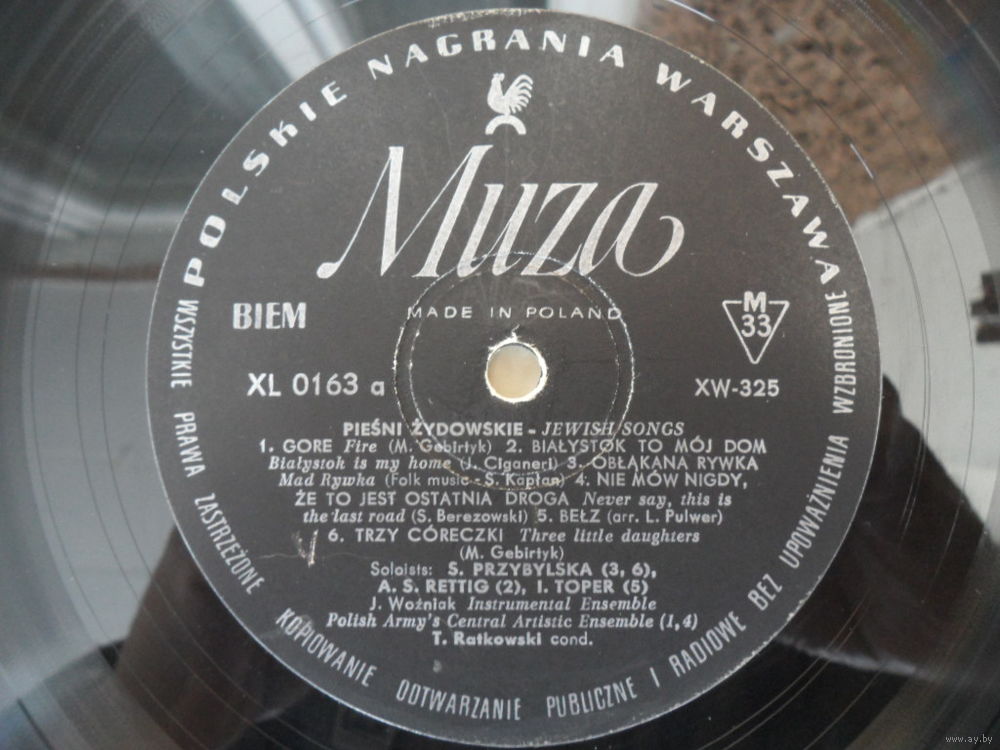 POLSKIE NAGRANIA WARSZAWA
Muza
MADE IN POLAND
BIEM
M
33
XL 0163 a
XW-325
PIEŚNI ŻYDOWSKIE - JEWISH SONGS
1. GORE Fire (M. Gebirtyk) 2. BIAŁYSTOK TO MÓJ DOM
Białystok is my home (J. Ciganeri) 3. OBŁĄKANA RYWKA
Mad Rywka (Folk music - S. Kapłan) 4. NIE MÓW NIGDY,
ŻE TO JEST OSTATNIA DROGA Never say, this is
the last road (S. Berezowski) 5. BEŁZ (arr. L. Pulwer)
6. TRZY CÓRECZKI Three little daughters
(M. Gebirtyk)
Soloists: S. PRZYBYLSKA (3, 6),
A. S. RETTIG (2), I. TOPER (5)
J. Woźniak Instrumental Ensemble
Polish Army's Central Artistic Ensemble (1, 4)
T. Ratkowski cond.
WSZYSTKIE PRAWA ZASTRZEŻONE KOPIOWANIE ODTWARZANIE PUBLICZNE I RADIOWE BEZ UPOWAŻNIENIA WZBRONIONE
www.ay.by